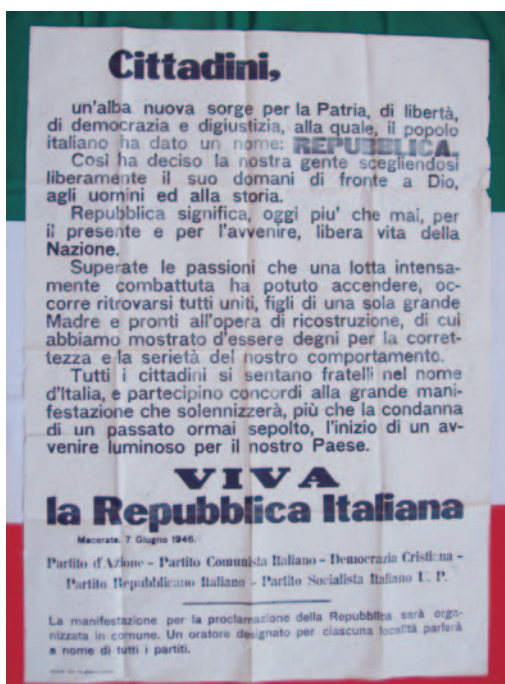 Cittadini,
un'alba nuova sorge per la Patria, di libertà,
di democrazia e digiustizia, alla quale, il popolo
italiano ha dato un nome: REPUBBLICA.
Cosi ha deciso la nostra gente scegliendosi
liberamente il suo domani di fronte a Dio,
agli uomini ed alla storia.
Repubblica significa, oggi piu' che mai, per
il presente e per l'avvenire, libera vita della
Nazione.
Superate le passioni che una lotta intensa-
mente combattuta ha potuto accendere, oc-
corre ritrovarsi tutti uniti, figli di una sola grande
Madre e pronti all'opera di ricostruzione, di cui
abbiamo mostrato d'essere degni per la corret-
tezza e la serietà del nostro comportamento.
Tutti i cittadini si sentano fratelli nel nome
d'Italia, e partecipino concordi alla grande mani-
festazione che solennizzerà, più che la condanna
di un passato ormai sepolto, l'inizio di un av-
venire luminoso per il nostro Paese.
VIVA
la Repubblica Italiana
Macerata, 7 Giugno 1946.
Partito d'Azione - Partito Comunista Italiano - Democrazia Cristiana -
Partito Repubblicano Italiano - Partito Socialista Italiano U. P.
La manifestazione per la proclamazione della Repubblica sarà orga-
nizzata in comune. Un oratore designato per ciascuna località parlerà
a nome di tutti i partiti.